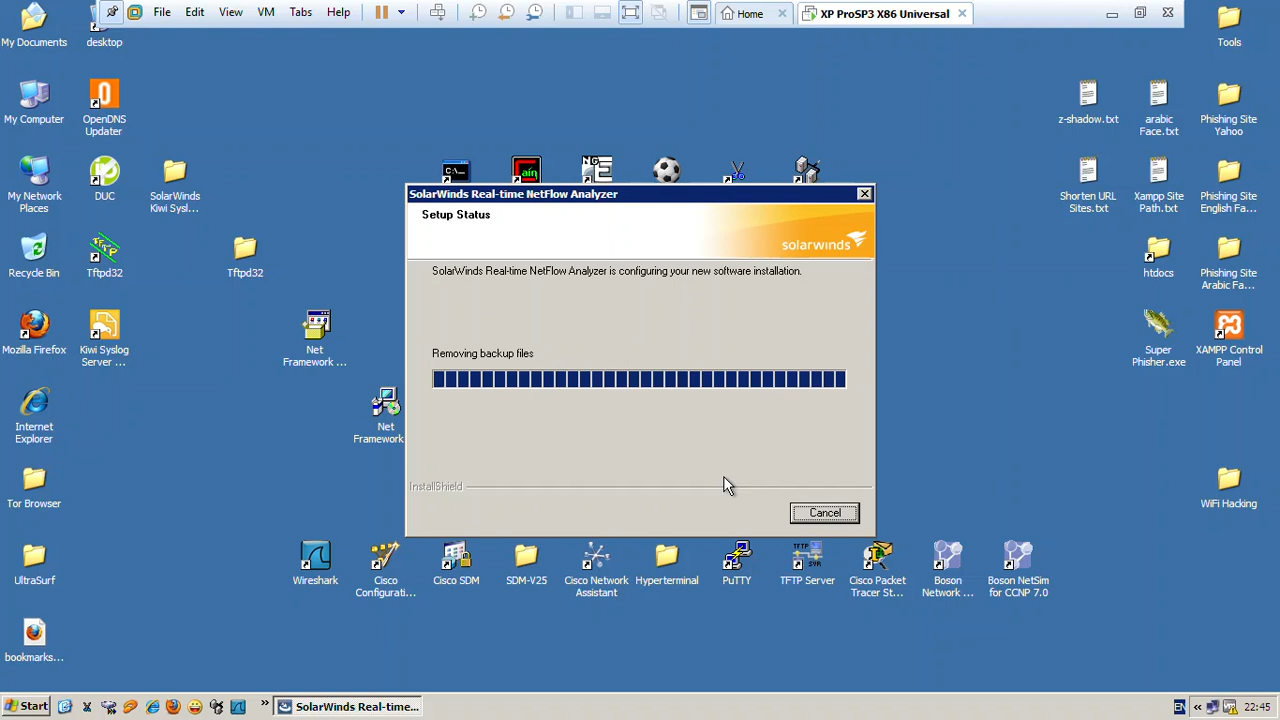 File Edit View VM Tabs Help
Home
XP ProSP3 X86 Universal
My Documents
desktop
Tools
My Computer
OpenDNS
Updater
z-shadow.txt
arabic
Face.txt
Phishing Site
Yahoo
My Network
Places
DUC
SolarWinds
Kiwi Sysl...
Shorten URL
Sites.txt
Xampp Site
Path.txt
Phishing Site
English Fa...
SolarWinds Real-time NetFlow Analyzer
Setup Status
solarwinds
SolarWinds Real-time NetFlow Analyzer is configuring your new software installation.
Removing backup files
InstallShield
Cancel
Recycle Bin
Tftpd32
Tftpd32
htdocs
Phishing Site
Arabic Fa...
Mozilla Firefox
Kiwi Syslog
Server ...
Net
Framework ...
Super
Phisher.exe
XAMPP Control
Panel
Internet
Explorer
Net
Framework
Tor Browser
WiFi Hacking
UltraSurf
Wireshark
Cisco
Configurati...
Cisco SDM
SDM-V25
Cisco Network
Assistant
Hyperterminal
PuTTY
TFTP Server
Cisco Packet
Tracer St...
Boson
Network ...
Boson NetSim
for CCNP 7.0
bookmarks...
Start
SolarWinds Real-time...
EN
22:45